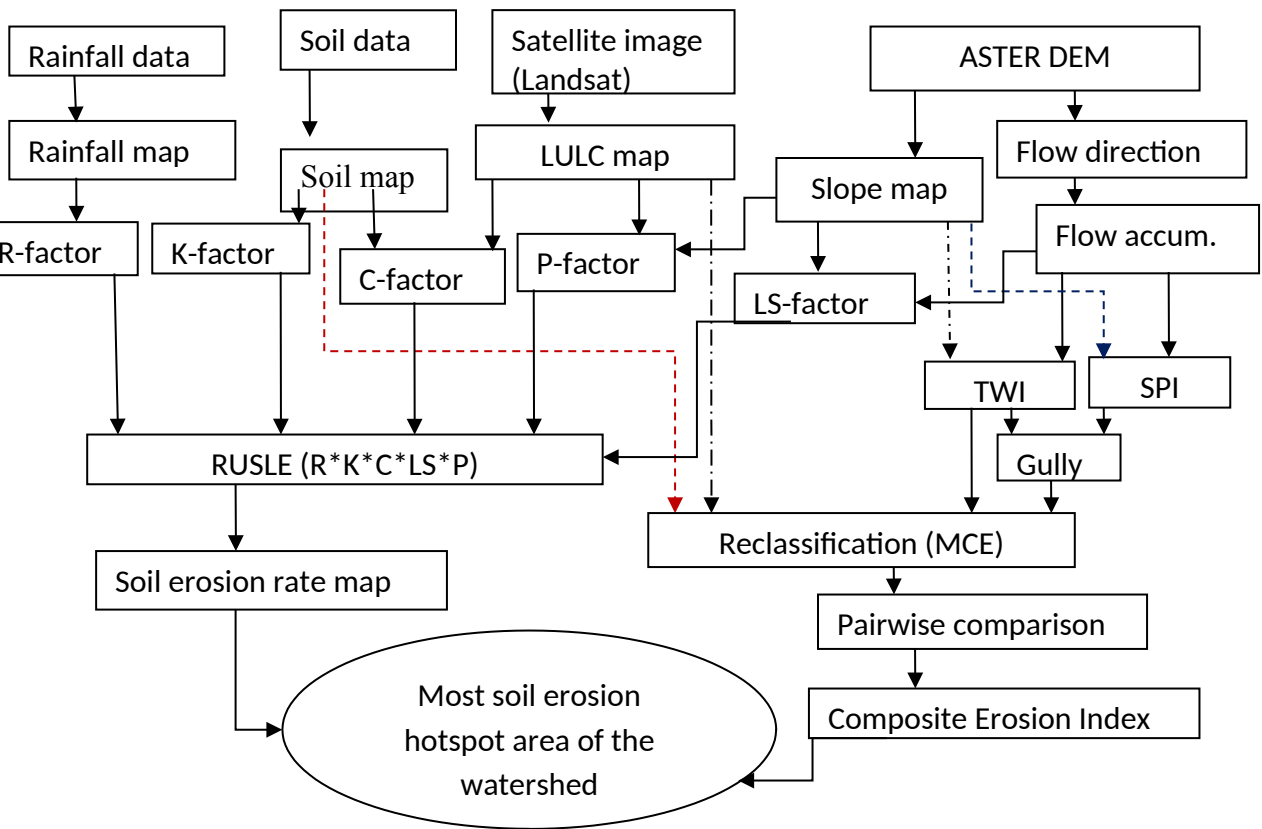 Rainfall data
Soil data
Satellite image
(Landsat)
ASTER DEM
Rainfall map
Soil map
LULC map
Slope map
Flow direction
R-factor
K-factor
C-factor
P-factor
LS-factor
Flow accum.
TWI
SPI
Gully
RUSLE (R*K*C*LS*P)
Reclassification (MCE)
Soil erosion rate map
Pairwise comparison
Composite Erosion Index
Most soil erosion
hotspot area of the
watershed